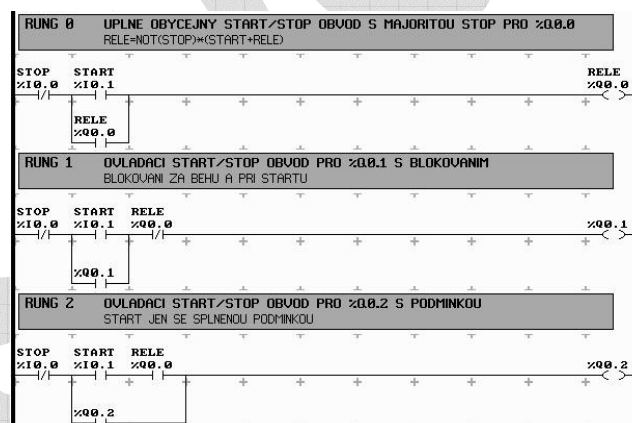 RUNG 0 UPLNE OBYCEJNY START/STOP OBVOD S MAJORITOU STOP PRO %Q.0.0
RELE=NOT(STOP)*(START+RELE)
STOP START RELE
%I0.0 %I0.1 %Q0.0
RELE
%Q0.0
RUNG 1 OVLADACI START/STOP OBVOD PRO %Q.0.1 S BLOKOVANIM
BLOKOVANI ZA BEHU A PRI STARTU
STOP START RELE
%I0.0 %I0.1 %Q0.0 %Q0.1
%Q0.1
RUNG 2 OVLADACI START/STOP OBVOD PRO %Q.0.2 S PODMINKOU
START JEN SE SPLNENOU PODMINKOU
STOP START RELE
%I0.0 %I0.1 %Q0.0 %Q0.2
%Q0.2